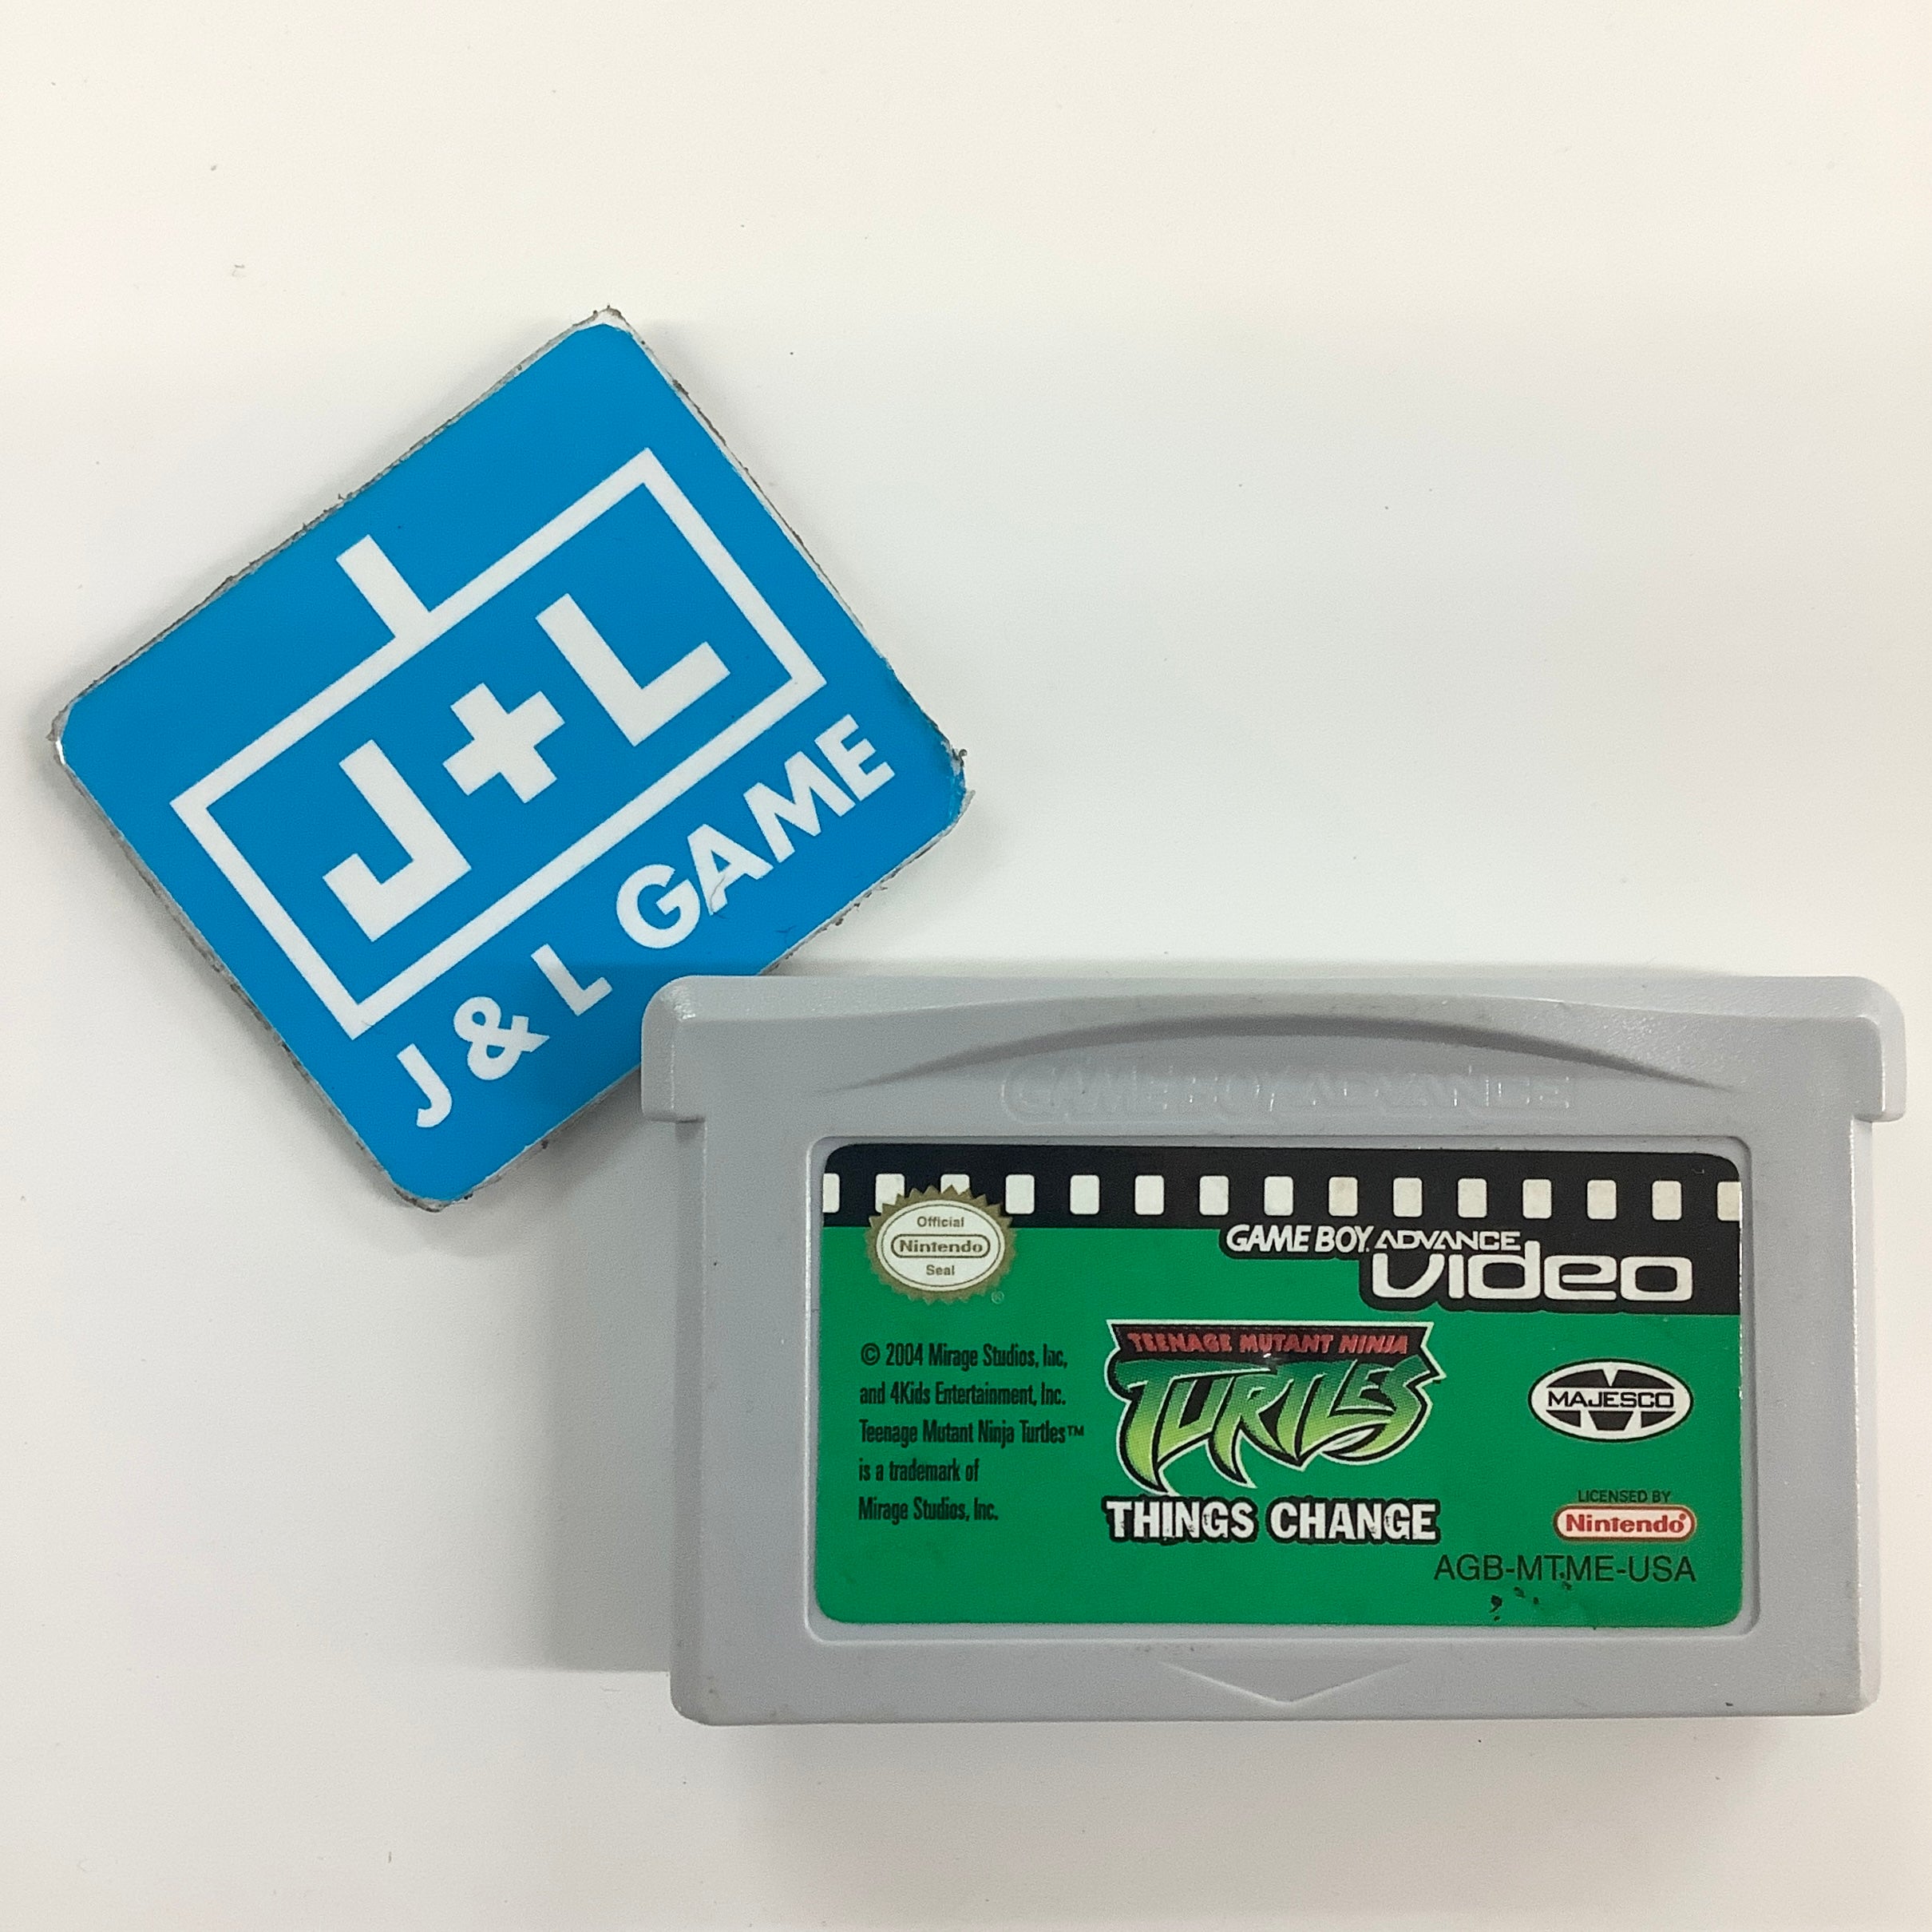 J+L
J & L GAME
GAME BOY ADVANCE
Official
Nintendo
Seal
®
GAME BOY ADVANCE
video
© 2004 Mirage Studios, Inc,
and 4Kids Entertainment, Inc.
Teenage Mutant Ninja Turtles™
is a trademark of
Mirage Studios, Inc.
TEENAGE MUTANT NINJA
TURTLES
THINGS CHANGE
MAJESCO
LICENSED BY
Nintendo®
AGB-MTME-USA